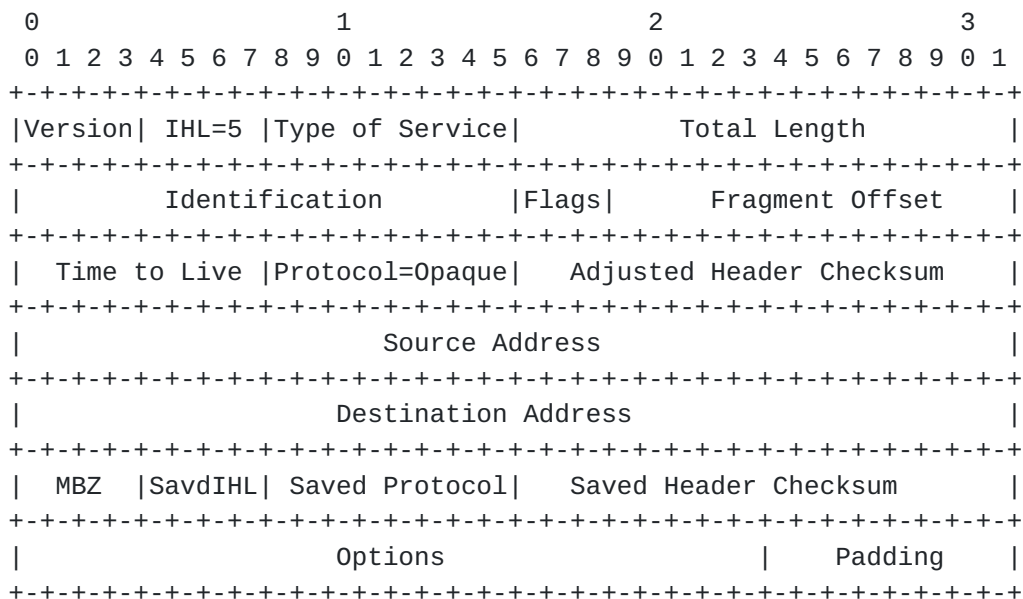 0                   1                   2                   3
 0 1 2 3 4 5 6 7 8 9 0 1 2 3 4 5 6 7 8 9 0 1 2 3 4 5 6 7 8 9 0 1
+-+-+-+-+-+-+-+-+-+-+-+-+-+-+-+-+-+-+-+-+-+-+-+-+-+-+-+-+-+-+-+-+
|Version| IHL=5 |Type of Service|          Total Length         |
+-+-+-+-+-+-+-+-+-+-+-+-+-+-+-+-+-+-+-+-+-+-+-+-+-+-+-+-+-+-+-+-+
|         Identification        |Flags|      Fragment Offset    |
+-+-+-+-+-+-+-+-+-+-+-+-+-+-+-+-+-+-+-+-+-+-+-+-+-+-+-+-+-+-+-+-+
|  Time to Live |Protocol=Opaque|   Adjusted Header Checksum    |
+-+-+-+-+-+-+-+-+-+-+-+-+-+-+-+-+-+-+-+-+-+-+-+-+-+-+-+-+-+-+-+-+
|                       Source Address                          |
+-+-+-+-+-+-+-+-+-+-+-+-+-+-+-+-+-+-+-+-+-+-+-+-+-+-+-+-+-+-+-+-+
|                    Destination Address                        |
+-+-+-+-+-+-+-+-+-+-+-+-+-+-+-+-+-+-+-+-+-+-+-+-+-+-+-+-+-+-+-+-+
|  MBZ  |SavdIHL| Saved Protocol|   Saved Header Checksum       |
+-+-+-+-+-+-+-+-+-+-+-+-+-+-+-+-+-+-+-+-+-+-+-+-+-+-+-+-+-+-+-+-+
|                    Options                    |    Padding    |
+-+-+-+-+-+-+-+-+-+-+-+-+-+-+-+-+-+-+-+-+-+-+-+-+-+-+-+-+-+-+-+-+